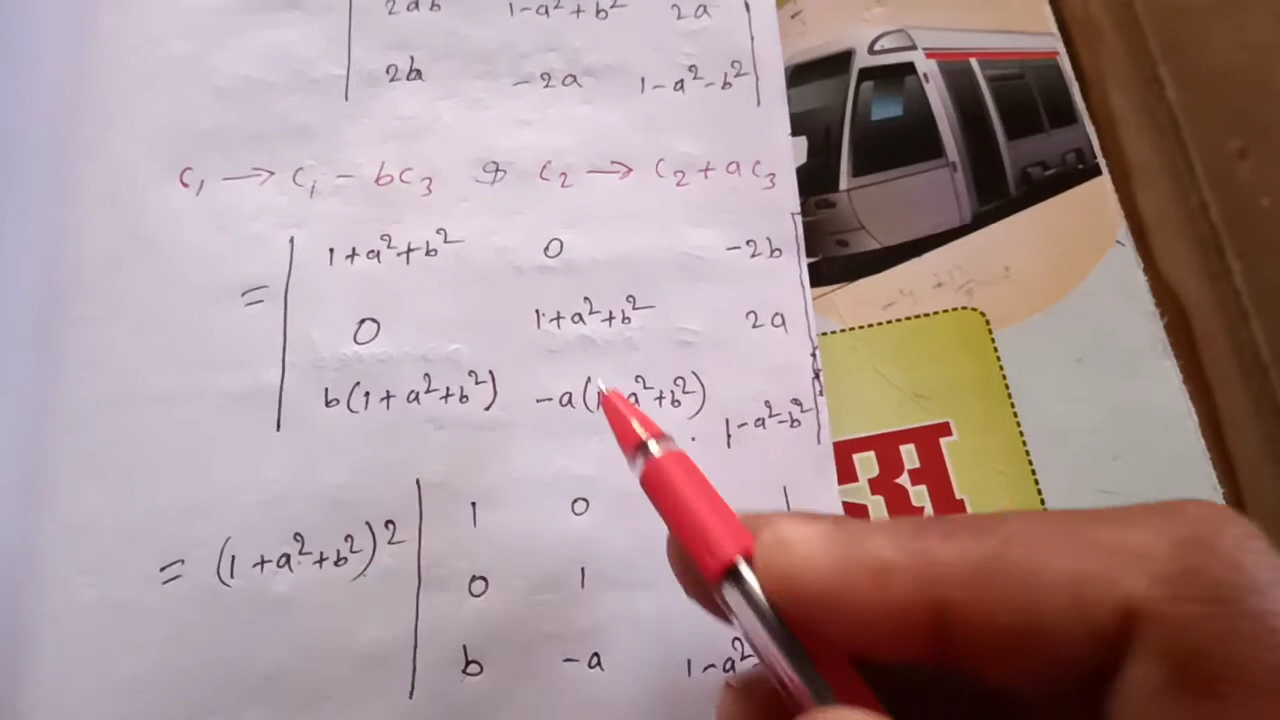 2ab 1-a²+b² 2a
2b -2a 1-a²-b²
C₁ → C₁ - bC₃ & C₂ → C₂ + aC₃
= | 1+a²+b² 0 -2b |
0 1+a²+b² 2a
b(1+a²+b²) -a(1+a²+b²) 1-a²-b²
= (1+a²+b²)² | 1 0 |
0 1
b -a 1-a²-
अ